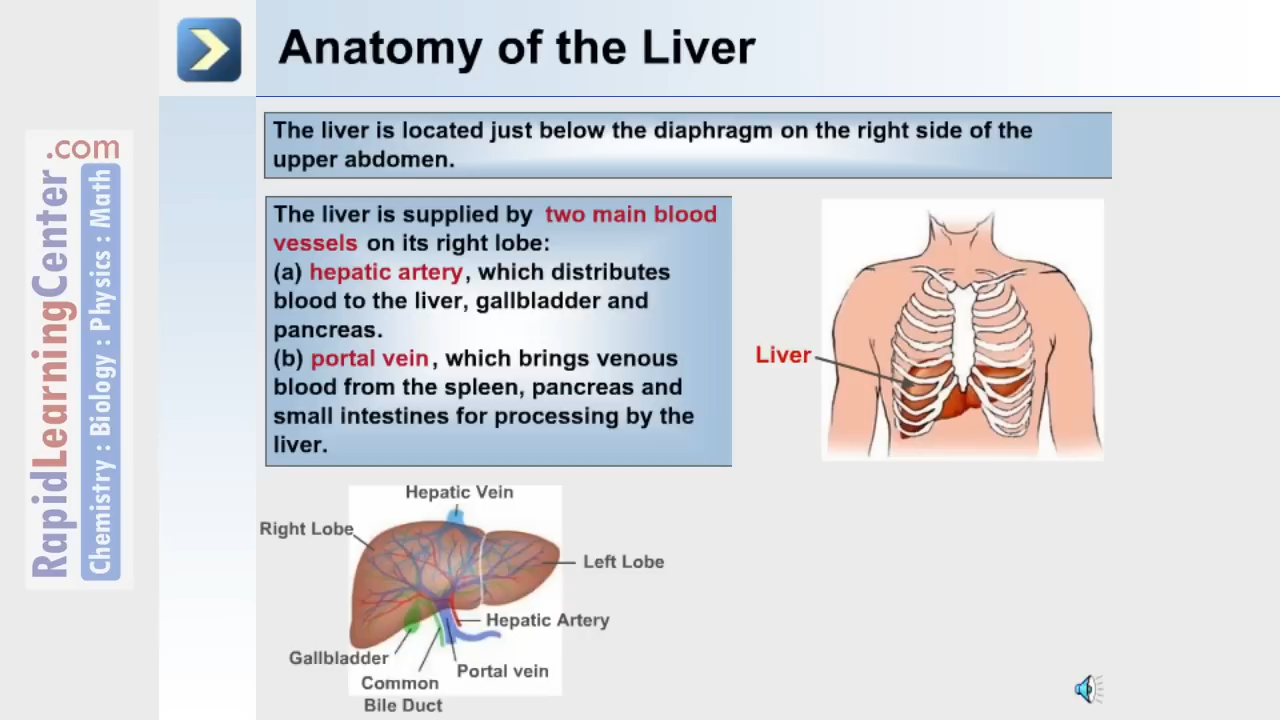 Anatomy of the Liver
The liver is located just below the diaphragm on the right side of the
upper abdomen.
The liver is supplied by two main blood
vessels on its right lobe:
(a) hepatic artery, which distributes
blood to the liver, gallbladder and
pancreas.
(b) portal vein, which brings venous
blood from the spleen, pancreas and
small intestines for processing by the
liver.
Liver
Hepatic Vein
Right Lobe
Left Lobe
Hepatic Artery
Gallbladder
Portal vein
Common
Bile Duct
RapidLearningCenter.com
Chemistry : Biology : Physics : Math